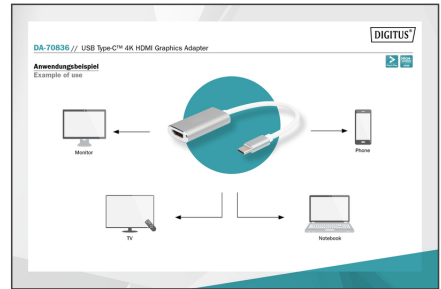 DIGITUS®
DA-70836 // USB Type-C™ 4K HDMI Graphics Adapter
Anwendungsbeispiel
Example of use
Monitor
Phone
TV
Notebook